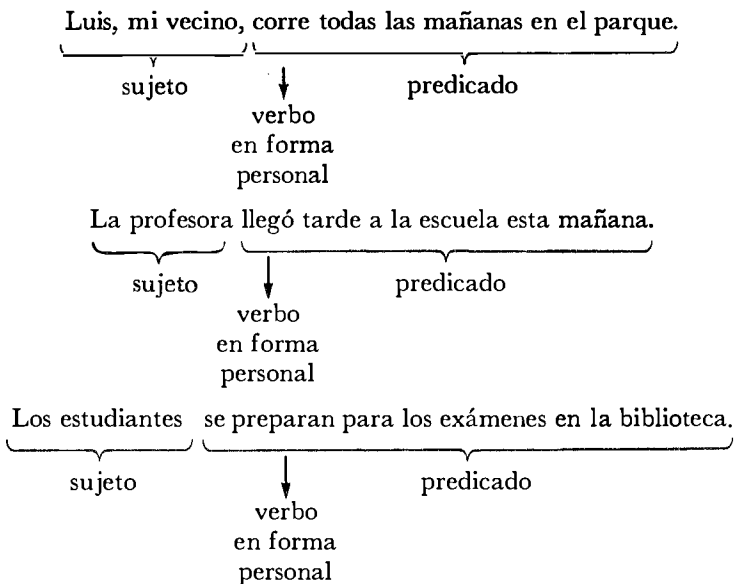 Luis, mi vecino, corre todas las mañanas en el parque.
sujeto predicado
verbo
en forma
personal
La profesora llegó tarde a la escuela esta mañana.
sujeto predicado
verbo
en forma
personal
Los estudiantes se preparan para los exámenes en la biblioteca.
sujeto predicado
verbo
en forma
personal